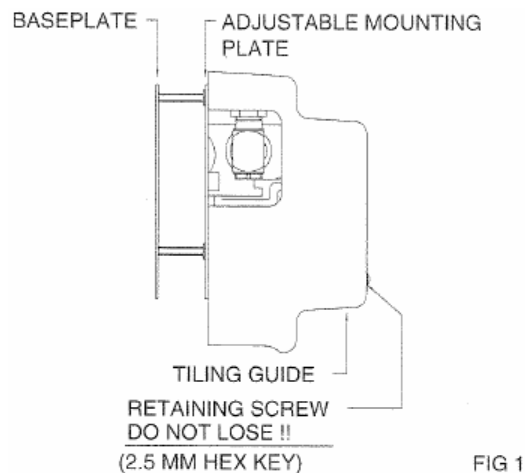 BASEPLATE
ADJUSTABLE MOUNTING
PLATE
TILING GUIDE
RETAINING SCREW
DO NOT LOSE !!
(2.5 MM HEX KEY)
FIG 1